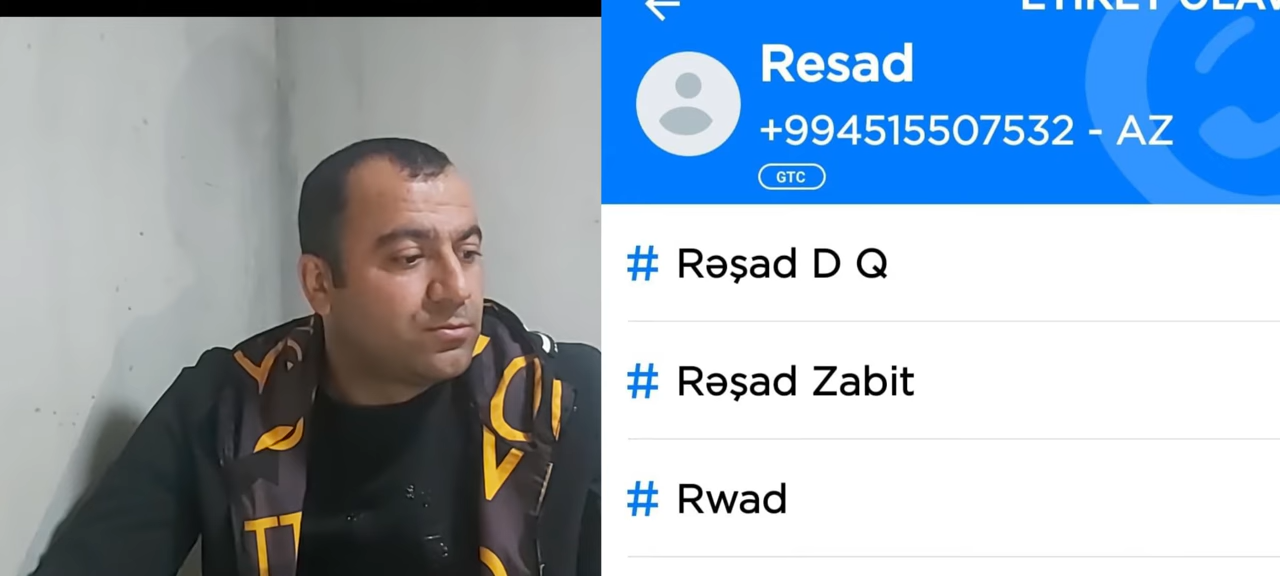 Resad
+994515507532 - AZ
GTC
# Rəşad D Q
# Rəşad Zabit
# Rwad